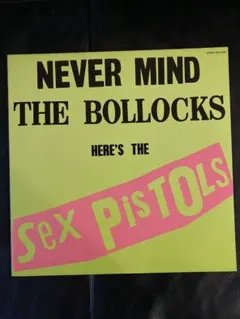 NEVER MIND
THE BOLLOCKS
HERE'S THE
Sex PisTOls